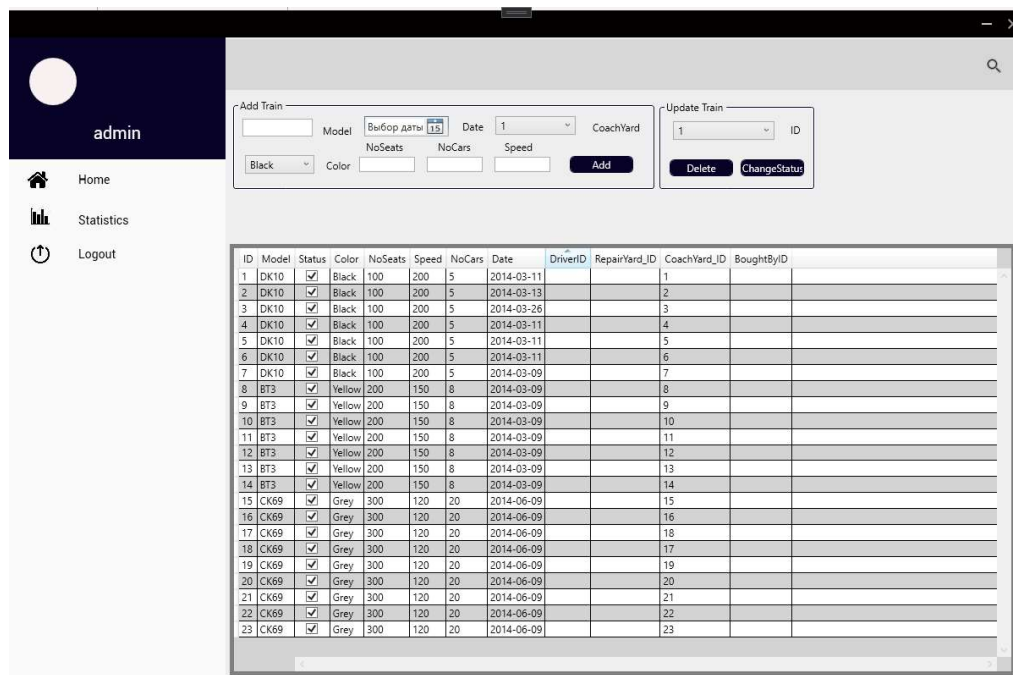 admin
Home
Statistics
Logout
Add Train
Model
Выбор даты 15
Date
1
CoachYard
NoSeats NoCars Speed
Black
Color
Add
Update Train
1
ID
Delete
ChangeStatus
ID Model Status Color NoSeats Speed NoCars Date DriverID RepairYard_ID CoachYard_ID BoughtByID
1 DK10 Black 100 200 5 2014-03-11 1
2 DK10 Black 100 200 5 2014-03-13 2
3 DK10 Black 100 200 5 2014-03-26 3
4 DK10 Black 100 200 5 2014-03-11 4
5 DK10 Black 100 200 5 2014-03-11 5
6 DK10 Black 100 200 5 2014-03-11 6
7 DK10 Black 100 200 5 2014-03-09 7
8 BT3 Yellow 200 150 8 2014-03-09 8
9 BT3 Yellow 200 150 8 2014-03-09 9
10 BT3 Yellow 200 150 8 2014-03-09 10
11 BT3 Yellow 200 150 8 2014-03-09 11
12 BT3 Yellow 200 150 8 2014-03-09 12
13 BT3 Yellow 200 150 8 2014-03-09 13
14 BT3 Yellow 200 150 8 2014-03-09 14
15 CK69 Grey 300 120 20 2014-06-09 15
16 CK69 Grey 300 120 20 2014-06-09 16
17 CK69 Grey 300 120 20 2014-06-09 18
18 CK69 Grey 300 120 20 2014-06-09 17
19 CK69 Grey 300 120 20 2014-06-09 19
20 CK69 Grey 300 120 20 2014-06-09 20
21 CK69 Grey 300 120 20 2014-06-09 21
22 CK69 Grey 300 120 20 2014-06-09 22
23 CK69 Grey 300 120 20 2014-06-09 23